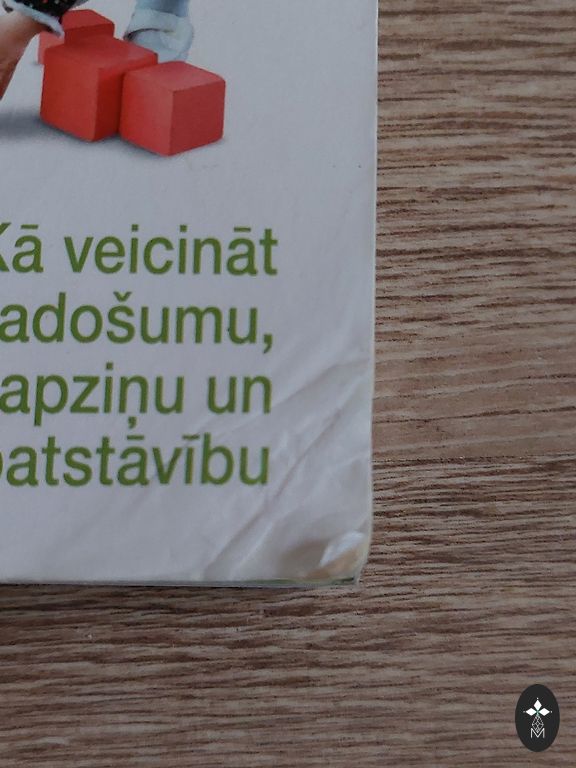 Kā veicināt
adošumu,
apziņu un
patstāvību